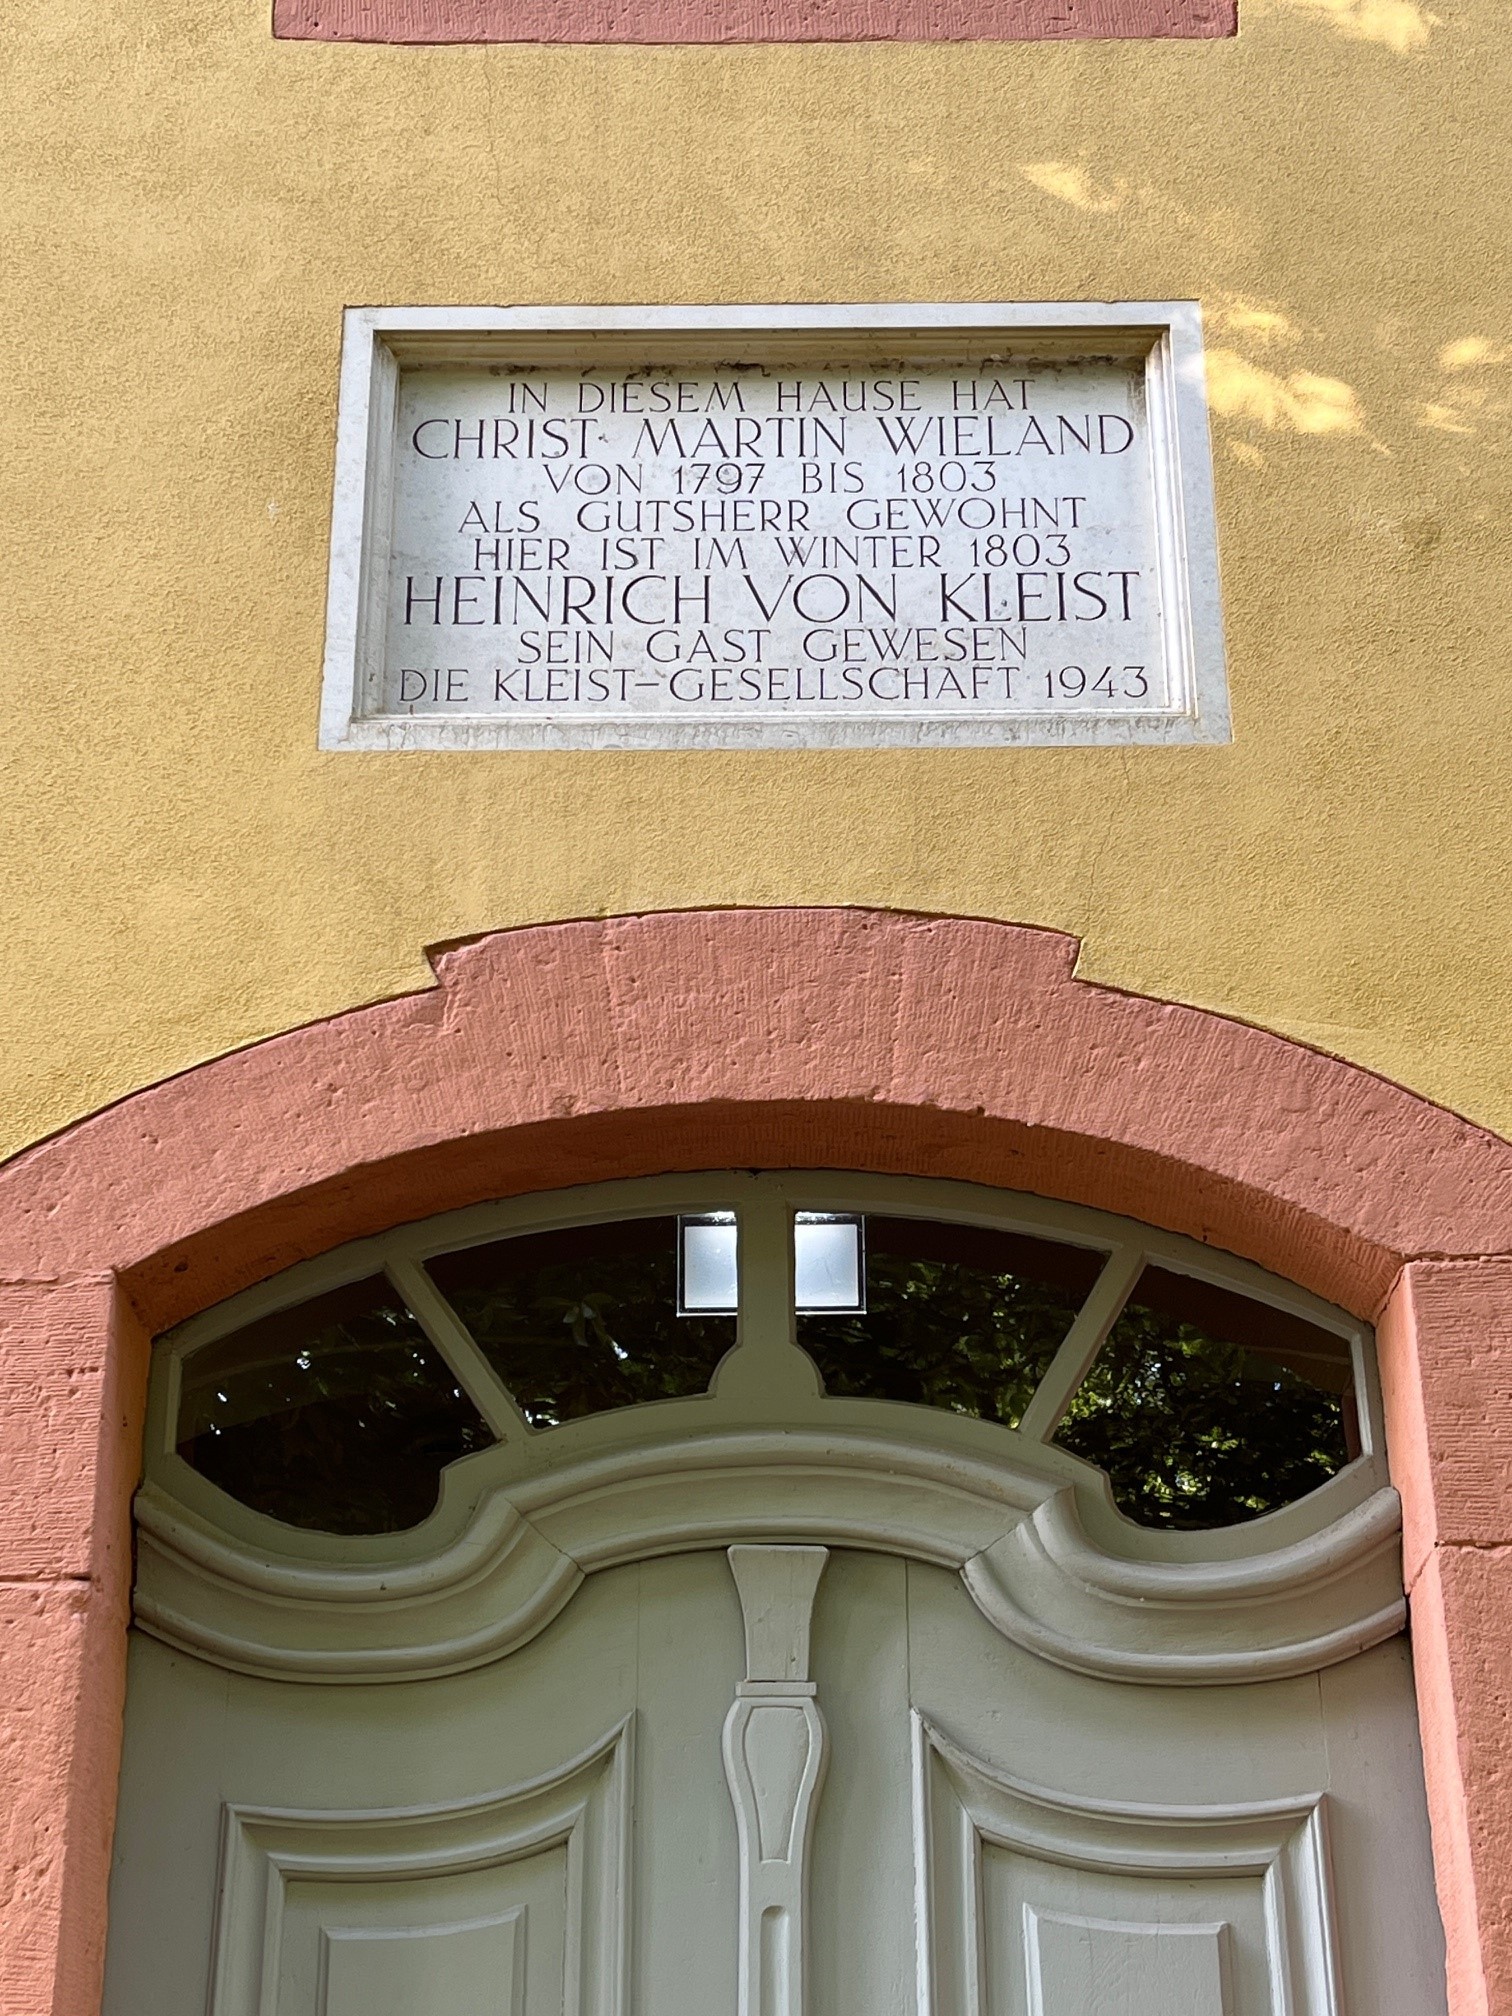 IN DIESEM HAUSE HAT
CHRIST. MARTIN WIELAND
VON 1797 BIS 1803
ALS GUTSHERR GEWOHNT
HIER IST IM WINTER 1803
HEINRICH VON KLEIST
SEIN GAST GEWESEN
DIE KLEIST-GESELLSCHAFT 1943